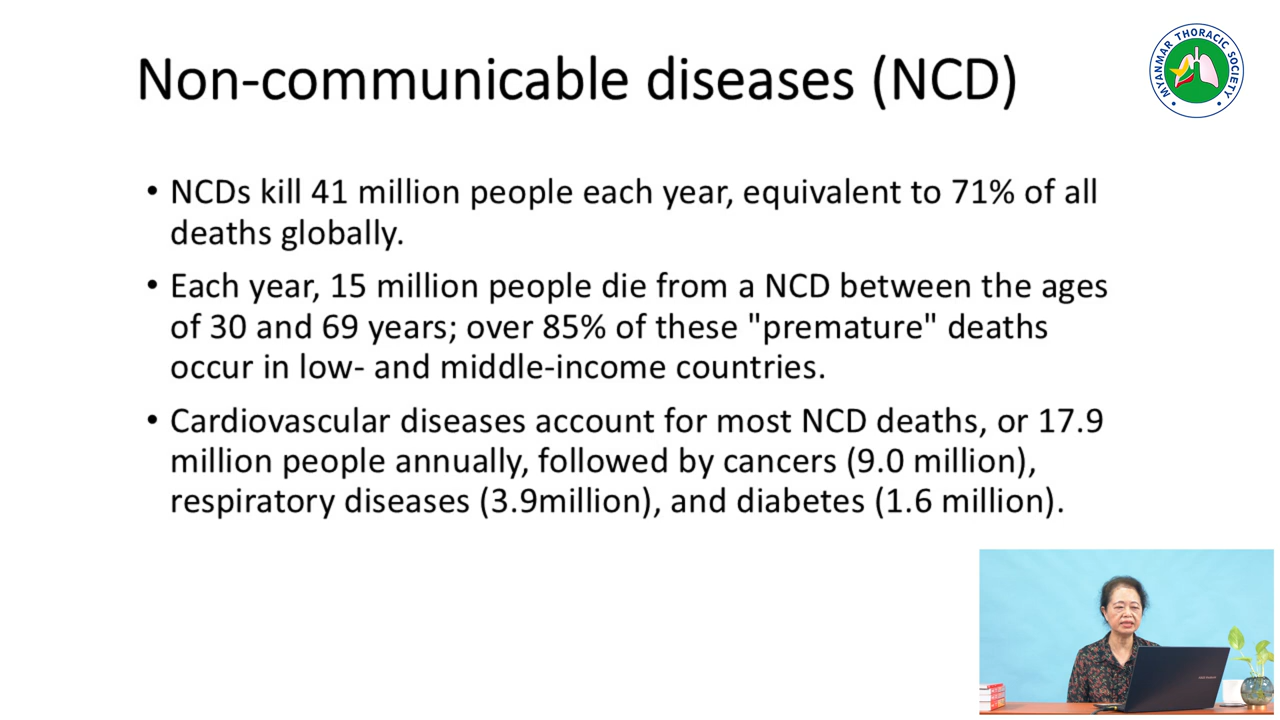 MYANMAR THORACIC SOCIETY
Non-communicable diseases (NCD)
• NCDs kill 41 million people each year, equivalent to 71% of all
deaths globally.
• Each year, 15 million people die from a NCD between the ages
of 30 and 69 years; over 85% of these "premature" deaths
occur in low- and middle-income countries.
• Cardiovascular diseases account for most NCD deaths, or 17.9
million people annually, followed by cancers (9.0 million),
respiratory diseases (3.9million), and diabetes (1.6 million).